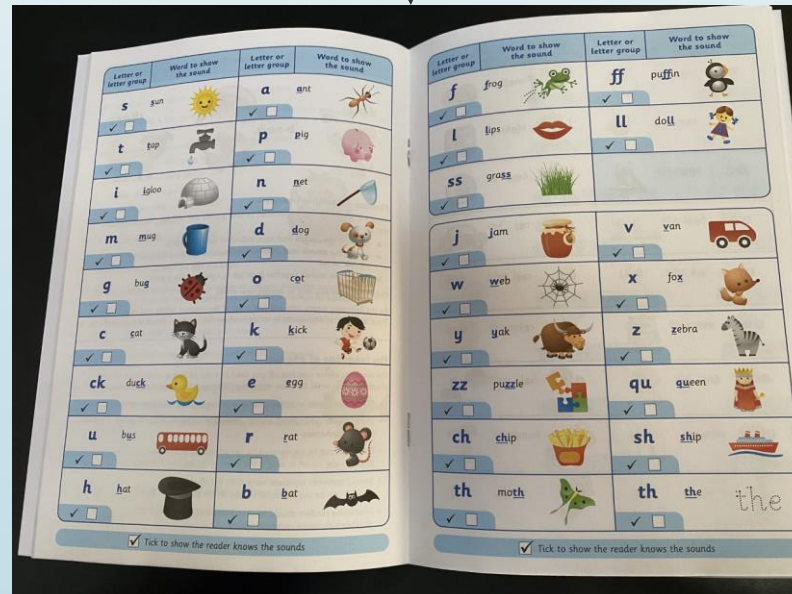 Letter or letter group Word to show the sound Letter or letter group Word to show the sound
s sun a ant
✓
t tap p pig
✓
i igloo n net
✓
m mug d dog
✓
g bug o cot
✓
c cat k kick
✓
ck duck e egg
✓
u bus r rat
✓
h hat b bat
✓
✓ Tick to show the reader knows the sounds
Letter or letter group Word to show the sound Letter or letter group Word to show the sound
f frog ff puffin
✓
l lips ll doll
✓
ss grass
✓
j jam v van
✓
w web x fox
✓
y yak z zebra
✓
zz puzzle qu queen
✓
ch chip sh ship
✓
th moth th the the
✓
✓ Tick to show the reader knows the sounds